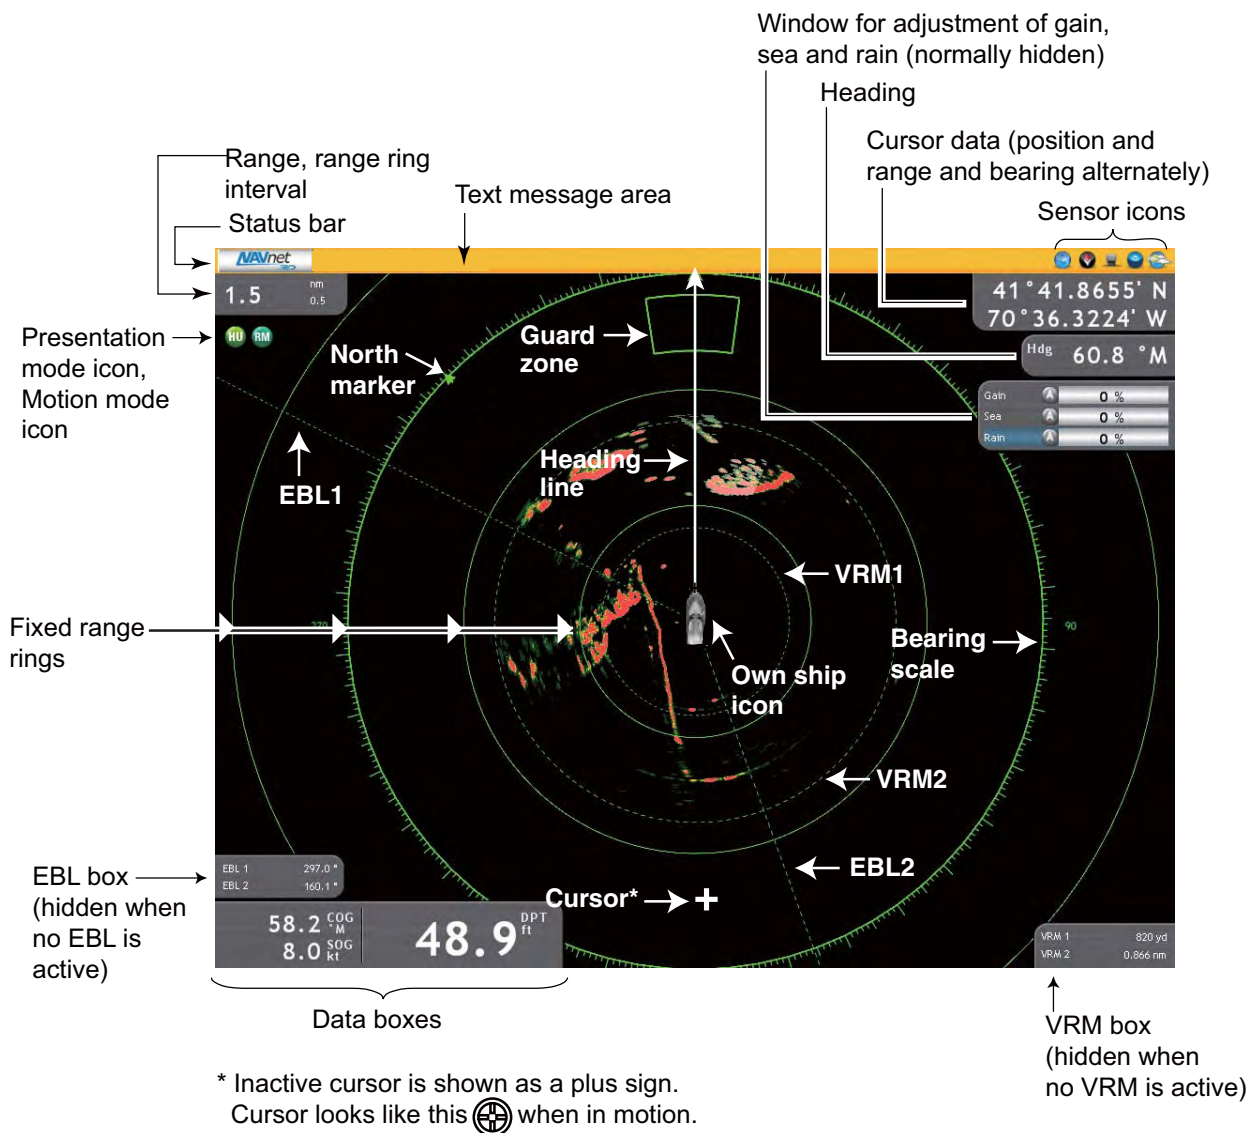 Window for adjustment of gain,
sea and rain (normally hidden)
Heading
Cursor data (position and
range and bearing alternately)
Sensor icons
Range, range ring
interval
Status bar
Text message area
NAVnet
3D
1.5 nm
0.5
41°41.8655' N
70°36.3224' W
Hdg 60.8 °M
Gain A 0 %
Sea A 0 %
Rain A 0 %
HU RM
Presentation
mode icon,
Motion mode
icon
North
marker
Guard
zone
EBL1
Heading
line
VRM1
Fixed range
rings
270
90
Bearing
scale
Own ship
icon
VRM2
EBL2
Cursor*
EBL box
(hidden when
no EBL is
active)
EBL 1 297.0 °
EBL 2 160.1 °
58.2 COG °M
8.0 SOG kt
48.9 DPT ft
VRM 1 820 yd
VRM 2 0.866 nm
Data boxes
VRM box
(hidden when
no VRM is active)
* Inactive cursor is shown as a plus sign.
Cursor looks like this when in motion.